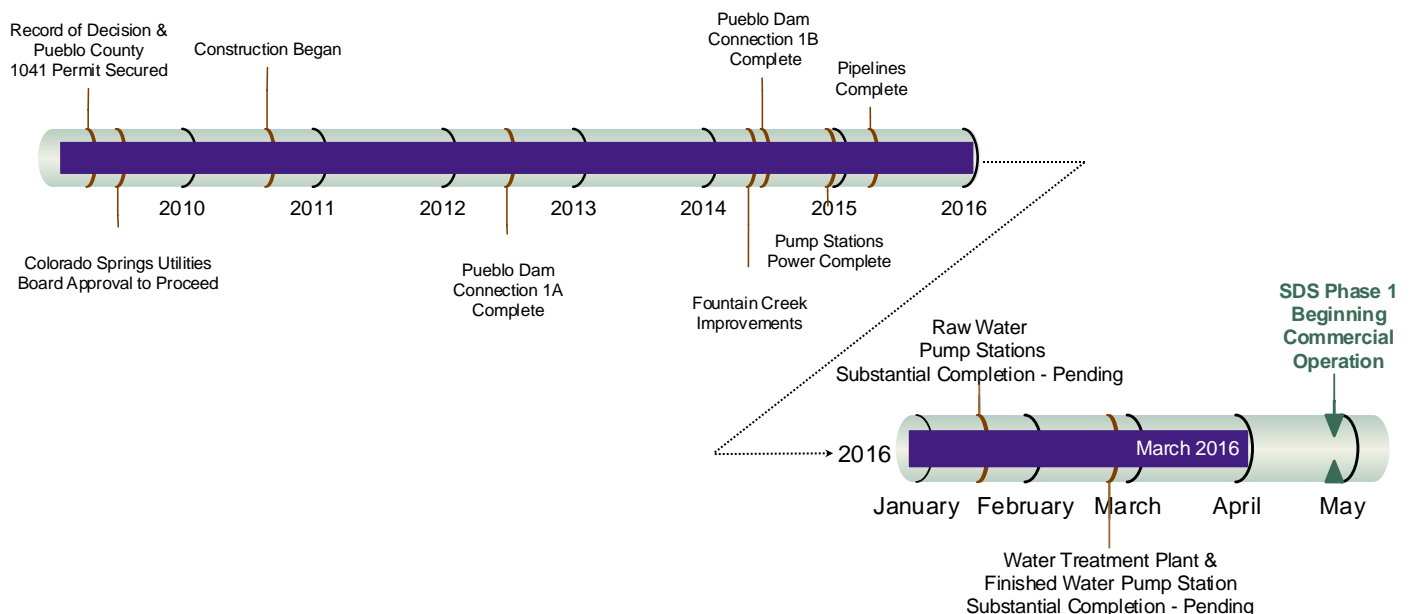 Record of Decision &
Pueblo County
1041 Permit Secured
Construction Began
Pueblo Dam
Connection 1B
Complete
Pipelines
Complete
2010
2011
2012
2013
2014
2015
2016
Colorado Springs Utilities
Board Approval to Proceed
Pueblo Dam
Connection 1A
Complete
Fountain Creek
Improvements
Pump Stations
Power Complete
Raw Water
Pump Stations
Substantial Completion - Pending
SDS Phase 1
Beginning
Commercial
Operation
2016
March 2016
January
February
March
April
May
Water Treatment Plant &
Finished Water Pump Station
Substantial Completion - Pending